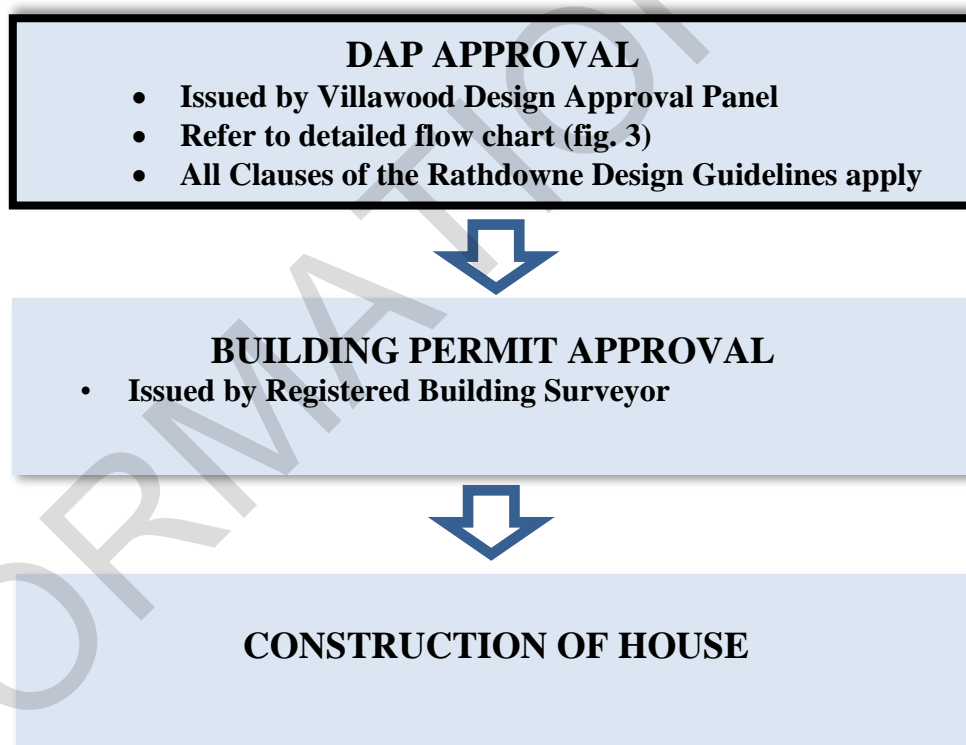 DAP APPROVAL
• Issued by Villawood Design Approval Panel
• Refer to detailed flow chart (fig. 3)
• All Clauses of the Rathdowne Design Guidelines apply
BUILDING PERMIT APPROVAL
• Issued by Registered Building Surveyor
CONSTRUCTION OF HOUSE
ORMATION